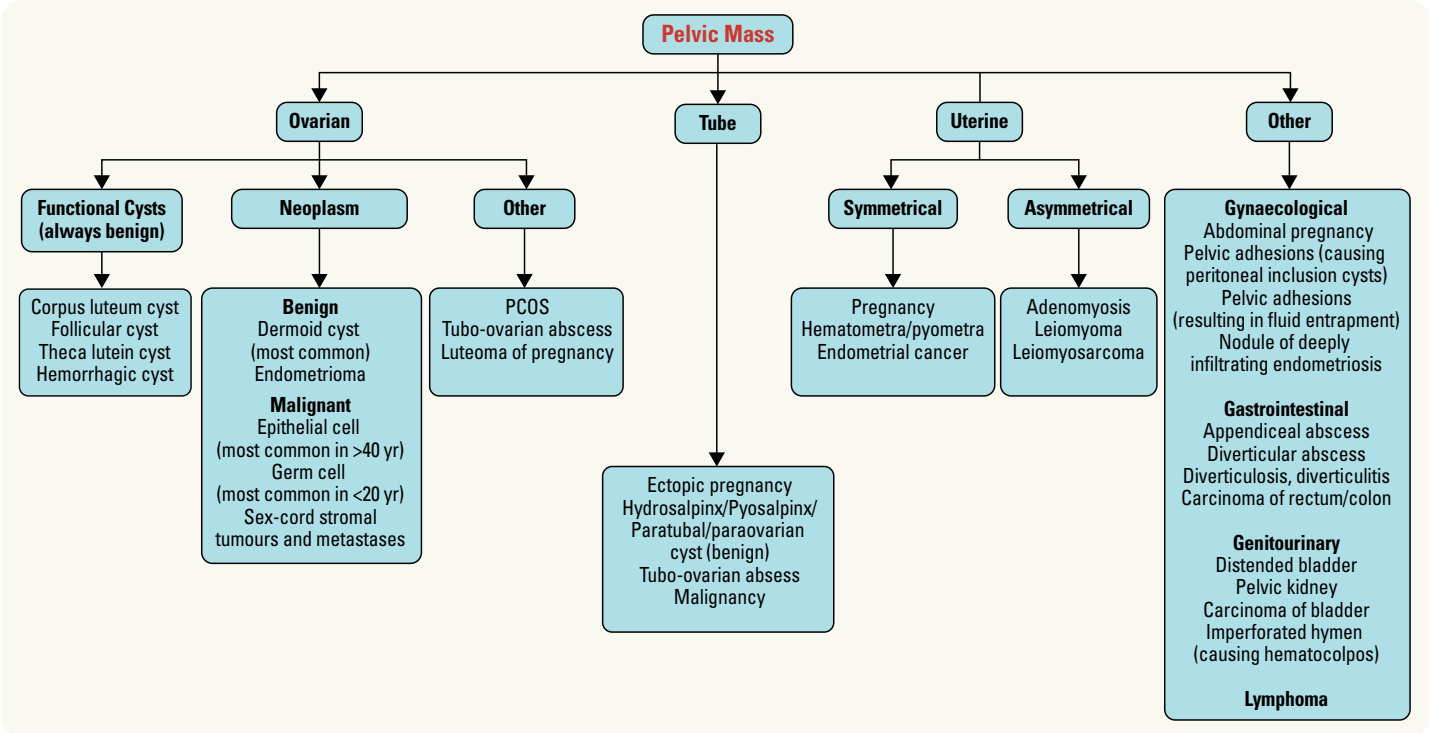 Pelvic Mass
Ovarian
Tube
Uterine
Other
Functional Cysts
(always benign)
Neoplasm
Other
Symmetrical
Asymmetrical
Corpus luteum cyst
Follicular cyst
Theca lutein cyst
Hemorrhagic cyst
Benign
Dermoid cyst
(most common)
Endometrioma
Malignant
Epithelial cell
(most common in >40 yr)
Germ cell
(most common in <20 yr)
Sex-cord stromal
tumours and metastases
PCOS
Tubo-ovarian abscess
Luteoma of pregnancy
Ectopic pregnancy
Hydrosalpinx/Pyosalpinx/
Paratubal/paraovarian
cyst (benign)
Tubo-ovarian absess
Malignancy
Pregnancy
Hematometra/pyometra
Endometrial cancer
Adenomyosis
Leiomyoma
Leiomyosarcoma
Gynaecological
Abdominal pregnancy
Pelvic adhesions (causing
peritoneal inclusion cysts)
Pelvic adhesions
(resulting in fluid entrapment)
Nodule of deeply
infiltrating endometriosis
Gastrointestinal
Appendiceal abscess
Diverticular abscess
Diverticulosis, diverticulitis
Carcinoma of rectum/colon
Genitourinary
Distended bladder
Pelvic kidney
Carcinoma of bladder
Imperforated hymen
(causing hematocolpos)
Lymphoma